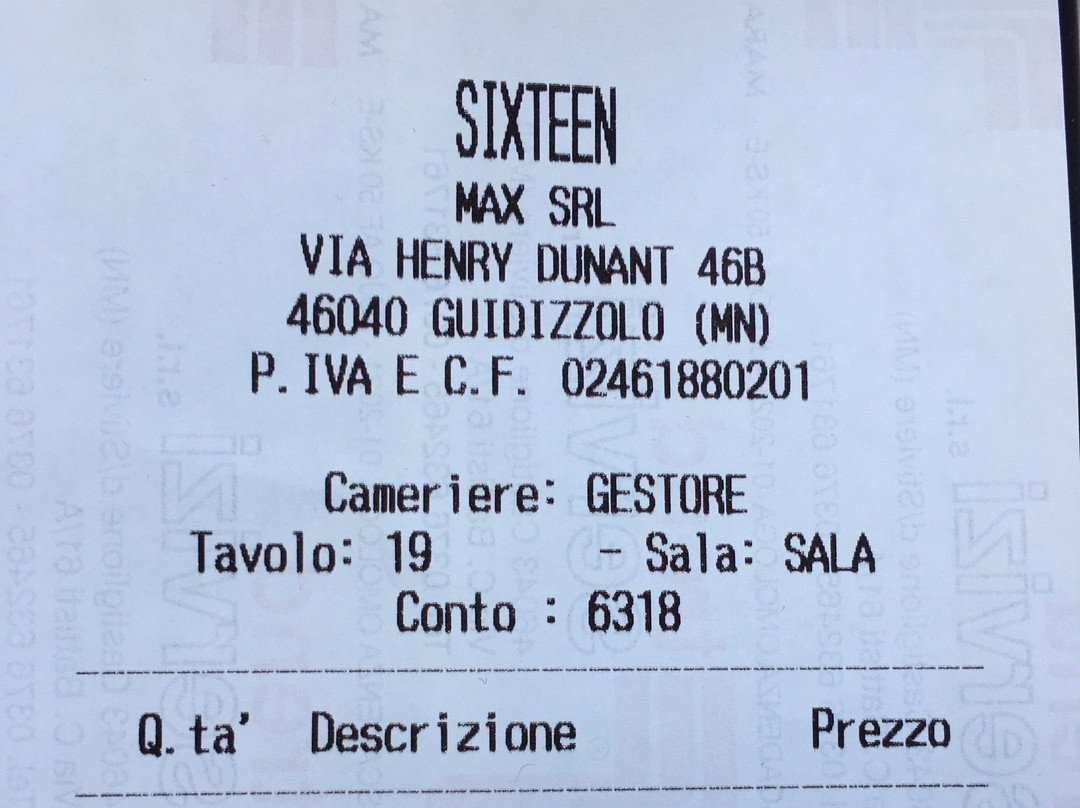 SIXTEEN
MAX SRL
VIA HENRY DUNANT 46B
46040 GUIDIZZOLO (MN)
P.IVA E C.F. 02461880201
Cameriere: GESTORE
Tavolo: 19 - Sala: SALA
Conto : 6318
Q.ta' Descrizione Prezzo